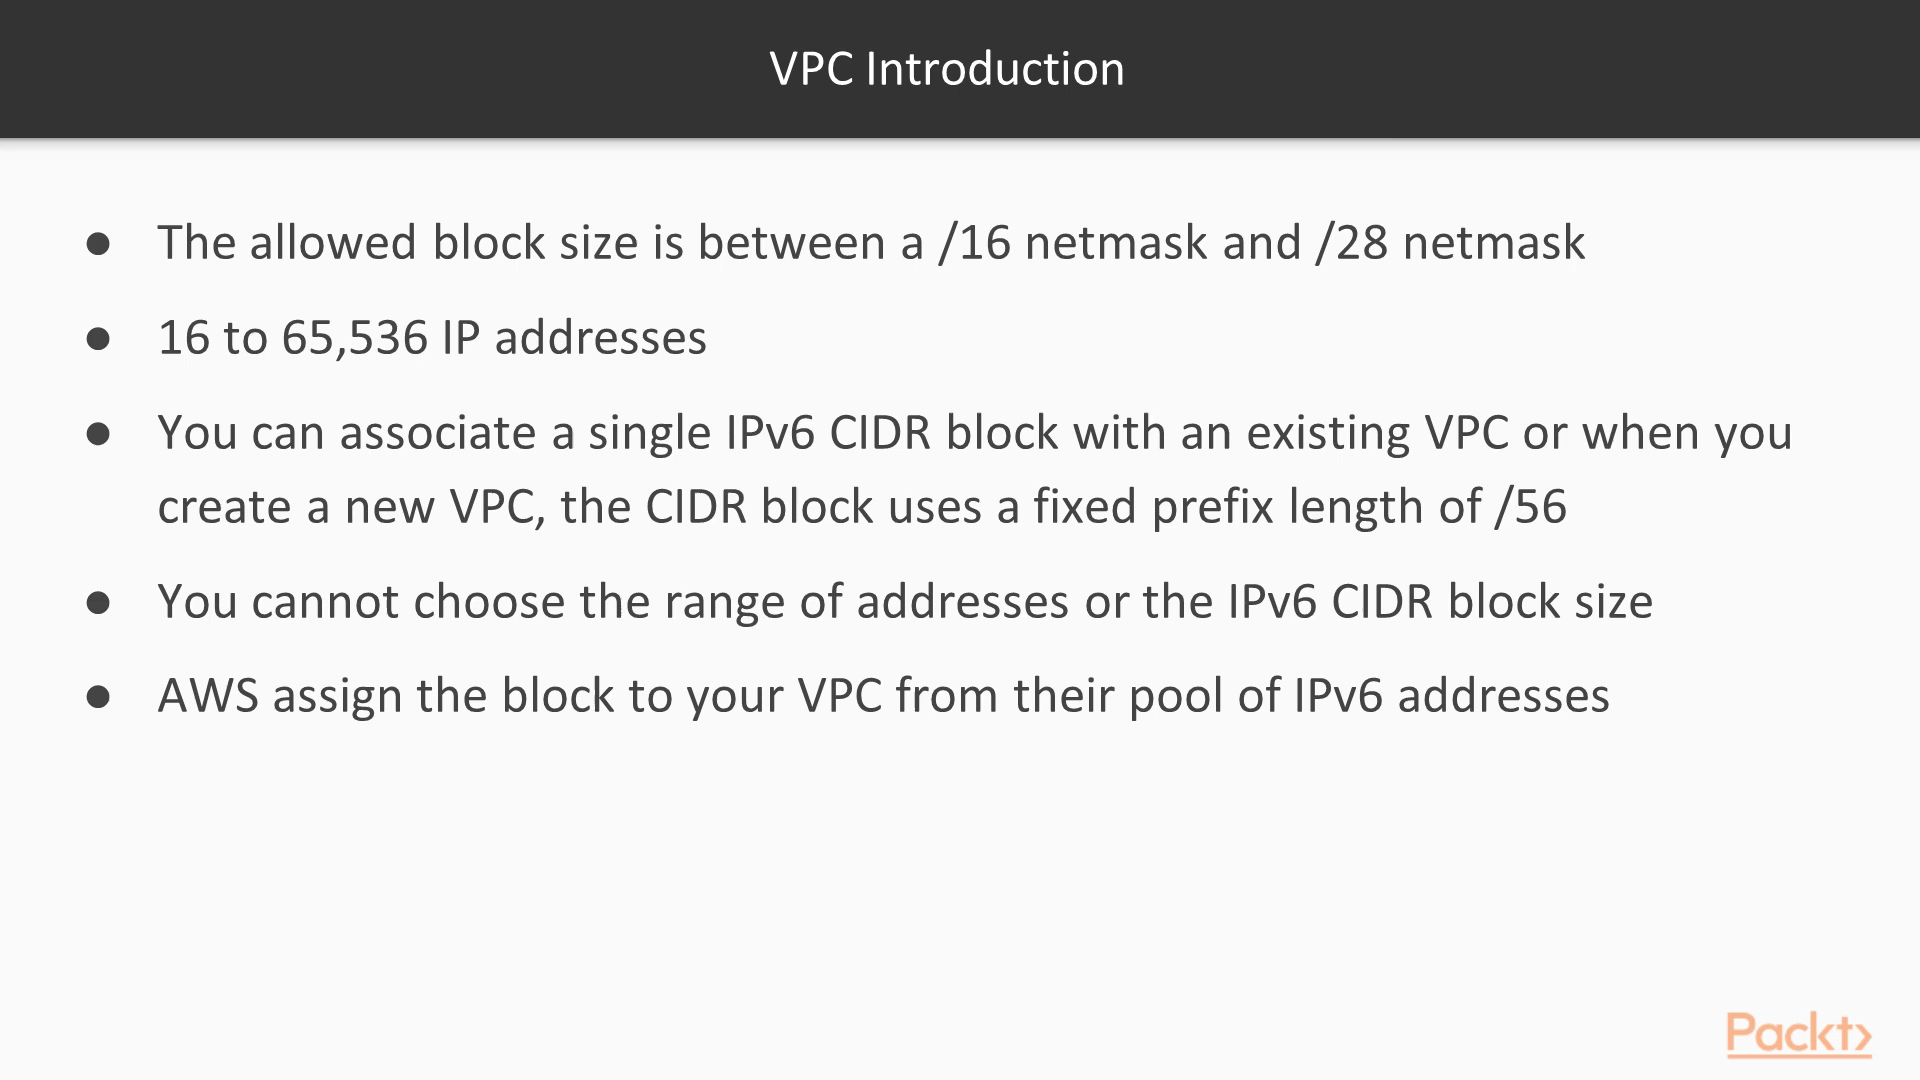 VPC Introduction
● The allowed block size is between a /16 netmask and /28 netmask
● 16 to 65,536 IP addresses
● You can associate a single IPv6 CIDR block with an existing VPC or when you
create a new VPC, the CIDR block uses a fixed prefix length of /56
● You cannot choose the range of addresses or the IPv6 CIDR block size
● AWS assign the block to your VPC from their pool of IPv6 addresses
Packt>